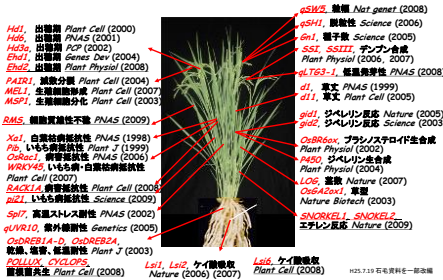 Hd1, 出穂期 Plant Cell (2000)
Hd6, 出穂期 PNAS (2001)
Hd3a, 出穂期 PCP (2002)
Ehd1, 出穂期 Genes Dev (2004)
Ehd2, 出穂期 Plant Physiol (2008)
PAIR1, 減数分裂 Plant Cell (2004)
MEL1, 生殖細胞形成 Plant Cell (2007)
MSP1, 生殖細胞分化 Plant Cell (2003)
RMS, 細胞質雄性不稔 PNAS (2009)
Xa1, 白葉枯病抵抗性 PNAS (1998)
Pib, いもち病抵抗性 Plant J (1999)
OsRac1, 病害抵抗性 PNAS (2006)
WRKY45, いもち病・白葉枯病抵抗性
Plant Cell (2007)
RACK1A, 病害抵抗性 Plant Cell (2008)
pi21, いもち病抵抗性 Science (2009)
Spl7, 高温ストレス耐性 PNAS (2002)
qUVR10, 紫外線耐性 Genetics (2005)
OsDREB1A-D, OsDREB2A,
乾燥、塩害、低温耐性 Plant J (2003)
POLLUX, CYCLOPS,
菌根菌共生 Plant Cell (2008)
qSW5, 粒幅 Nat genet (2008)
qSH1, 脱粒性 Science (2006)
Gn1, 種子数 Science (2005)
SSI, SSIII, デンプン合成
Plant Physiol (2006, 2007)
qLTG3-1, 低温発芽性 PNAS (2008)
d1, 草丈 PNAS (1999)
d11, 草丈 Plant Cell (2005)
gid1, ジベレリン反応 Nature (2005)
gid2, ジベレリン反応 Science (2003)
OsBR6ox, ブラシノステロイド生合成
Plant Physiol (2002)
P450, ジベレリン生合成
Plant Physiol (2004)
LOG, 茎数 Nature (2007)
OsGA2ox1, 草型
Nature Biotech (2003)
SNORKEL1, SNOKEL2
エチレン反応 Nature (2009)
Lsi1, Lsi2, ケイ酸吸収
Nature (2006) (2007)
Lsi6, ケイ酸吸収
Plant Cell (2008)
H25.7.19 石毛資料を一部改編